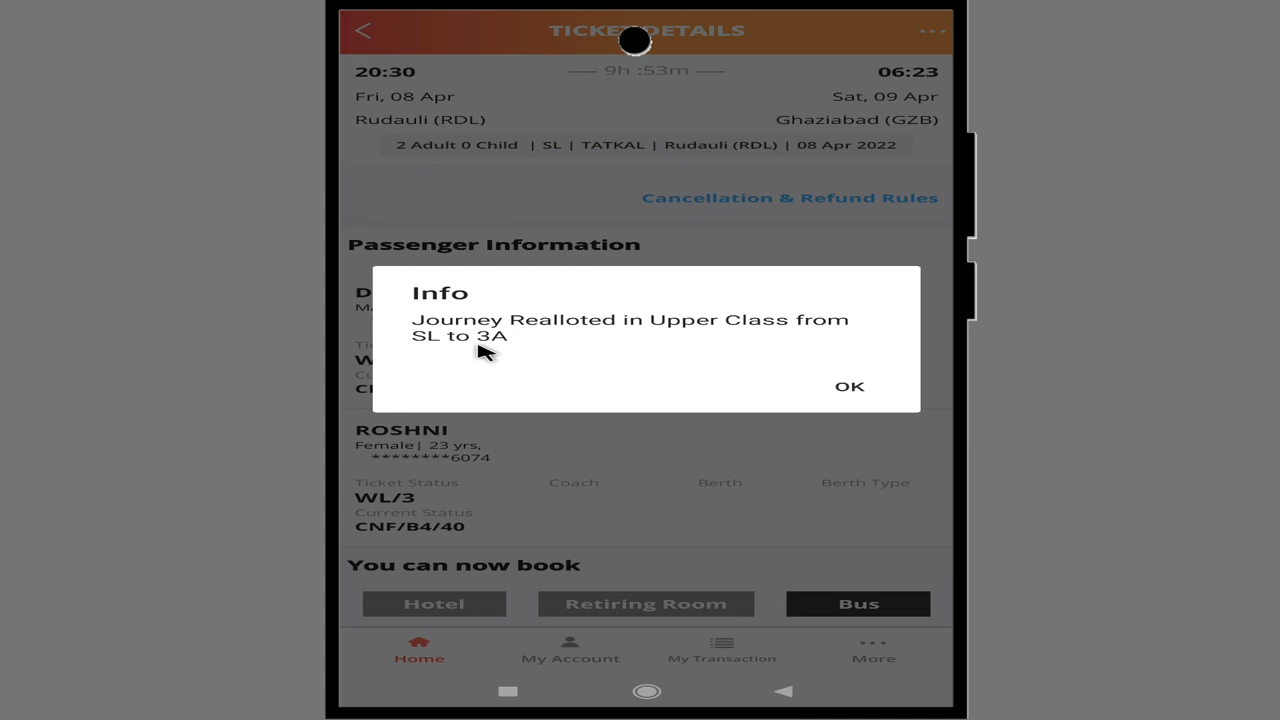 TICKET DETAILS
20:30 9h :53m 06:23
Fri, 08 Apr Sat, 09 Apr
Rudauli (RDL) Ghaziabad (GZB)
2 Adult 0 Child | SL | TATKAL | Rudauli (RDL) | 08 Apr 2022
Cancellation & Refund Rules
Passenger Information
Info
Journey Realloted in Upper Class from
SL to 3A
OK
ROSHNI
Female| 23 yrs,
********6074
Ticket Status Coach Berth Berth Type
WL/3
Current Status
CNF/B4/40
You can now book
Hotel Retiring Room Bus
Home My Account My Transaction More